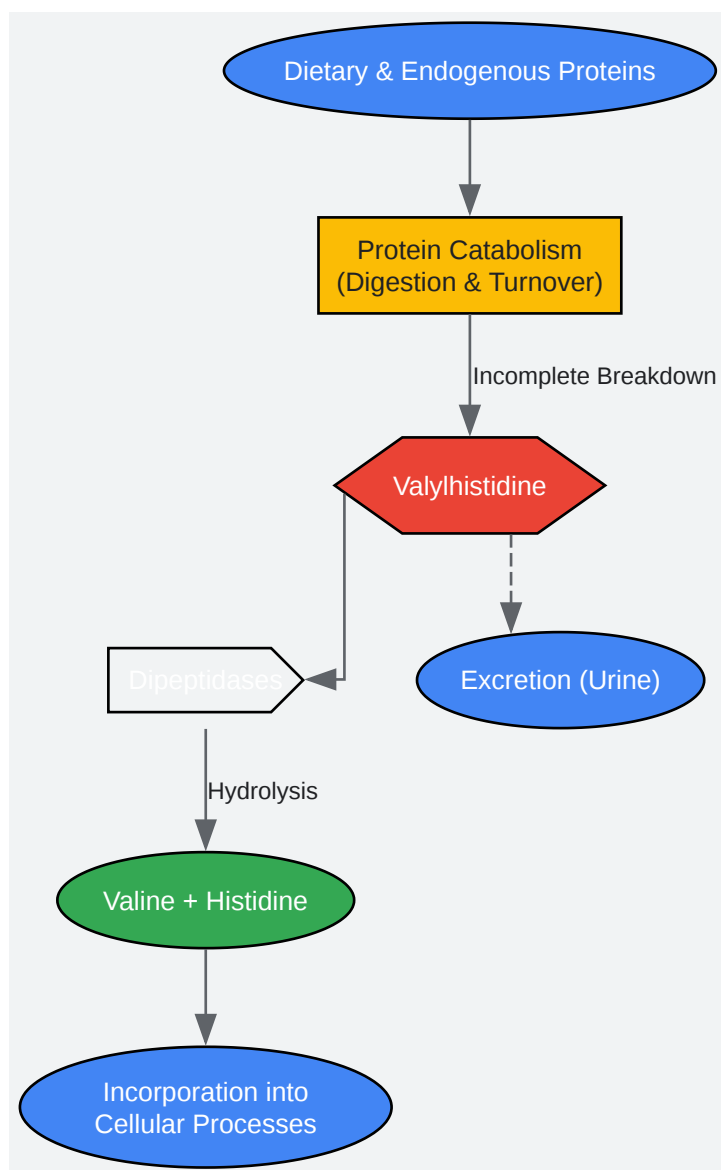 Dietary & Endogenous Proteins
Protein Catabolism
(Digestion & Turnover)
Incomplete Breakdown
Valylhistidine
Dipeptidases
Excretion (Urine)
Hydrolysis
Valine + Histidine
Incorporation into
Cellular Processes